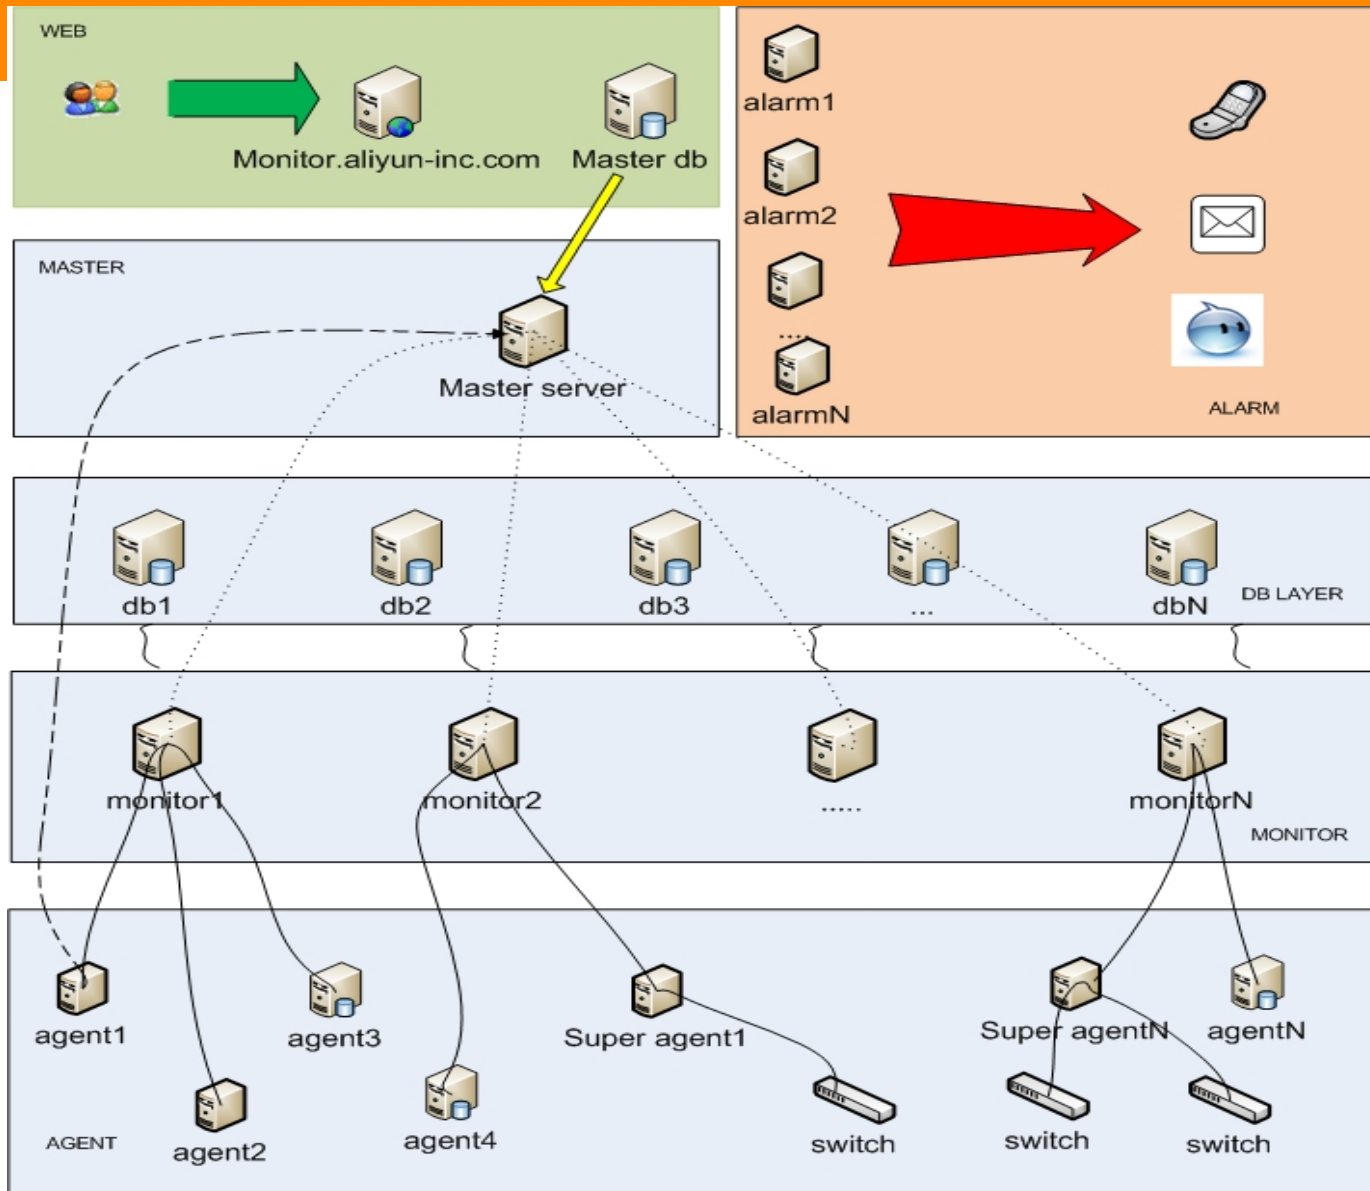 WEB
Monitor.aliyun-inc.com
Master db
alarm1
alarm2
....
alarmN
ALARM
MASTER
Master server
db1
db2
db3
...
dbN
DB LAYER
monitor1
monitor2
.....
monitorN
MONITOR
agent1
agent3
Super agent1
Super agentN
agentN
agent2
agent4
switch
switch
switch
AGENT